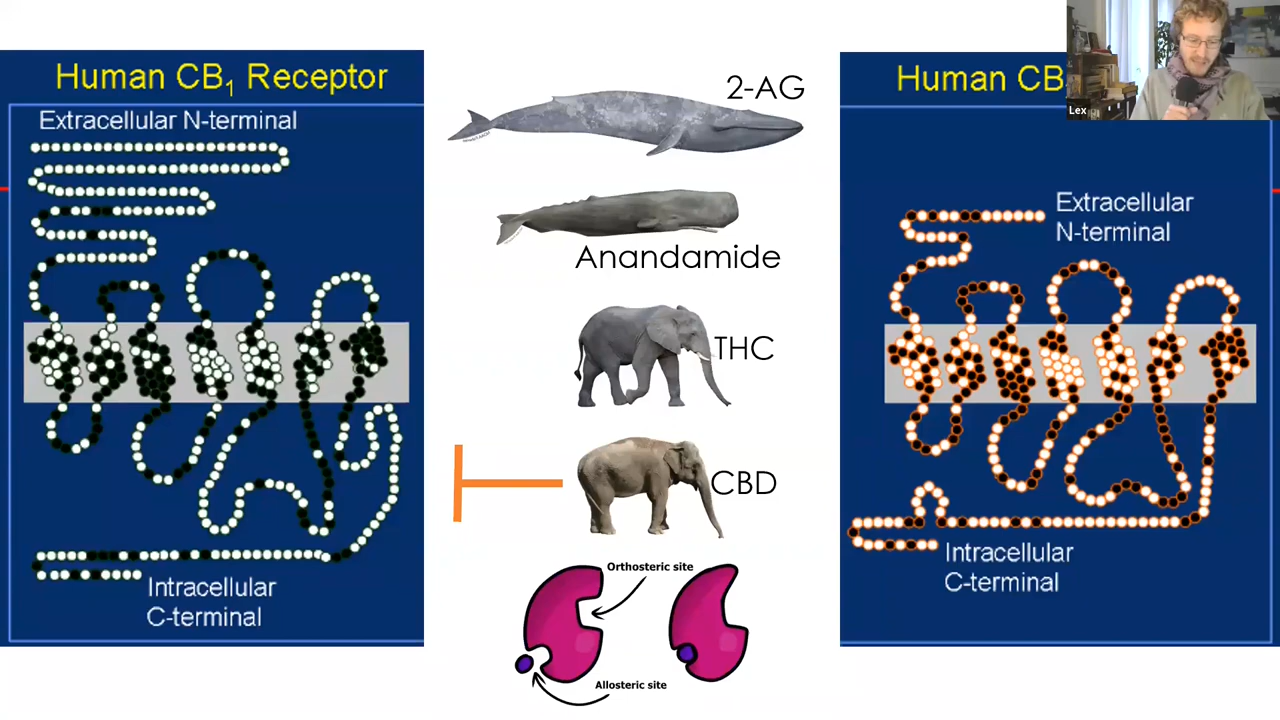 Human CB1 Receptor
Extracellular N-terminal
Intracellular
C-terminal
2-AG
Anandamide
THC
CBD
Orthosteric site
Allosteric site
Human CB
Extracellular
N-terminal
Intracellular
C-terminal
Lex